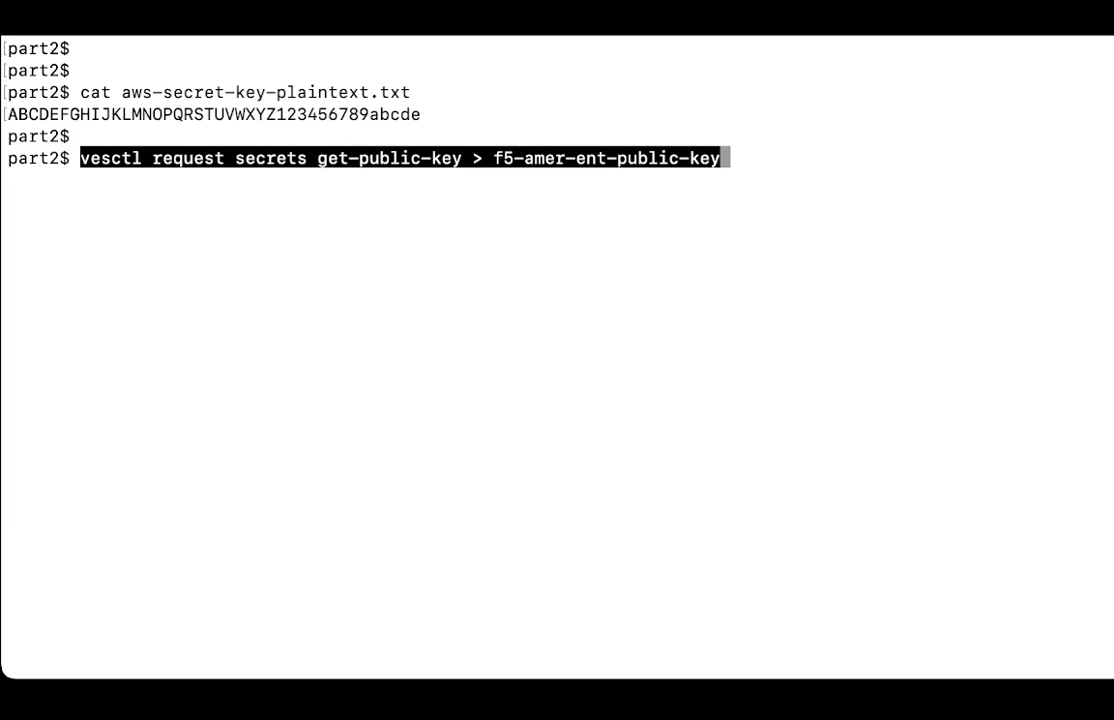 [part2$
[part2$
[part2$ cat aws-secret-key-plaintext.txt
[ABCDEFGHIJKLMNOPQRSTUVWXYZ123456789abcde
part2$
part2$ vesctl request secrets get-public-key > f5-amer-ent-public-key